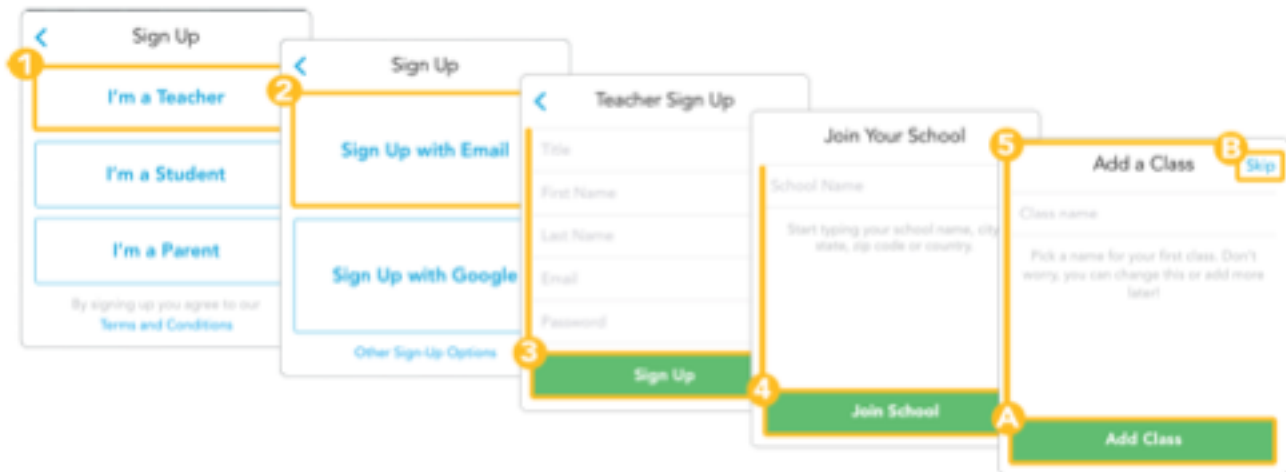 Sign Up
1
I'm a Teacher
I'm a Student
I'm a Parent
By signing up you agree to our
Terms and Conditions
Sign Up
2
Sign Up with Email
Sign Up with Google
Other Sign-Up Options
Teacher Sign Up
Title
First Name
Last Name
Email
Password
3
Sign Up
Join Your School
School Name
Start typing your school name, city
state, zip code or country.
4
Join School
5
B
Add a Class
Skip
Class name
Pick a name for your first class. Don't
worry, you can change this or add more
later!
A
Add Class